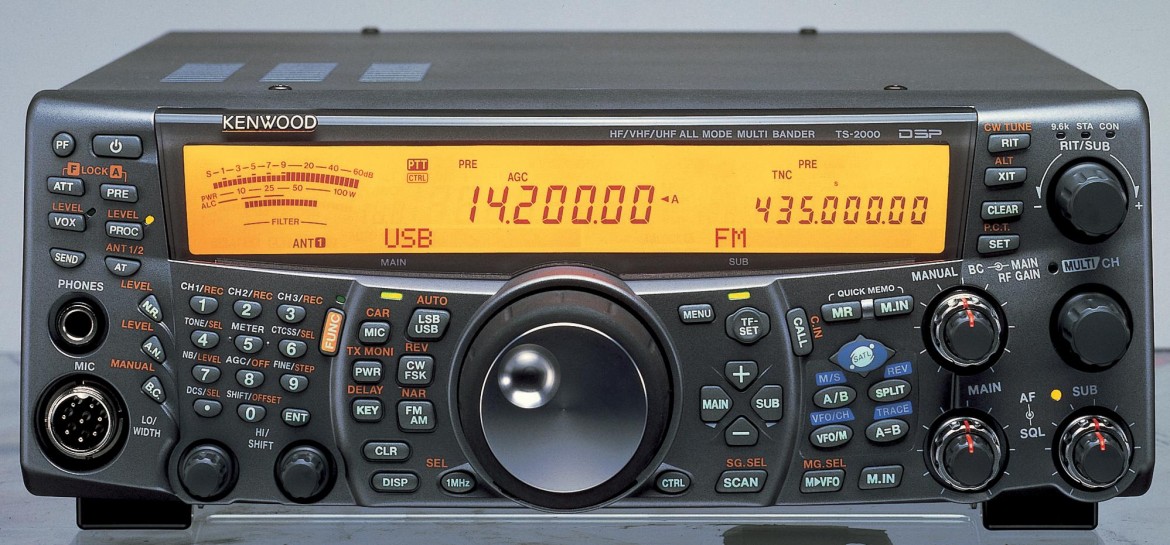 KENWOOD
HF/VHF/UHF ALL MODE MULTI BANDER TS-2000 DSP
PF
F LOCK A
ATT PRE
LEVEL LEVEL
VOX PROC
ANT 1/2
SEND AT
PHONES
LEVEL
N.R.
LEVEL
A.N.
MIC
MANUAL
B.C.
LO/
WIDTH
S 1 3 5 7 9 20 40 60dB
PWR 10 25 50 100 W
ALC
FILTER
ANT 1
PTT
CTRL
PRE
AGC
14.200.00 ◄A
USB
PRE
TNC
s
435.000.00
FM
MAIN SUB
CH1/REC CH2/REC CH3/REC
1 2 3
TONE/SEL METER CTCSS/SEL
4 5 6
NB/LEVEL AGC/OFF FINE/STEP
7 8 9
DCS/SEL SHIFT/OFFSET
• 0 ENT
HI/
SHIFT
FUNC
CAR AUTO
MIC LSB
USB
TX MONI REV
PWR CW
FSK
DELAY NAR
KEY FM
AM
CLR
SEL
DISP 1MHz
MENU TF-
SET
+
MAIN SUB
−
SG.SEL
CTRL SCAN
CALL
C.IN
QUICK MEMO
MR M.IN
SATL
M/S REV
A/B SPLIT
VFO/CH TRACE
VFO/M A=B
MG.SEL
M▶VFO M.IN
CW TUNE
RIT
ALT
XIT
CLEAR
P.C.T.
SET
9.6k STA CON
RIT/SUB
− +
MULTI/CH
MANUAL BC MAIN
RF GAIN
MAIN AF SUB
SQL